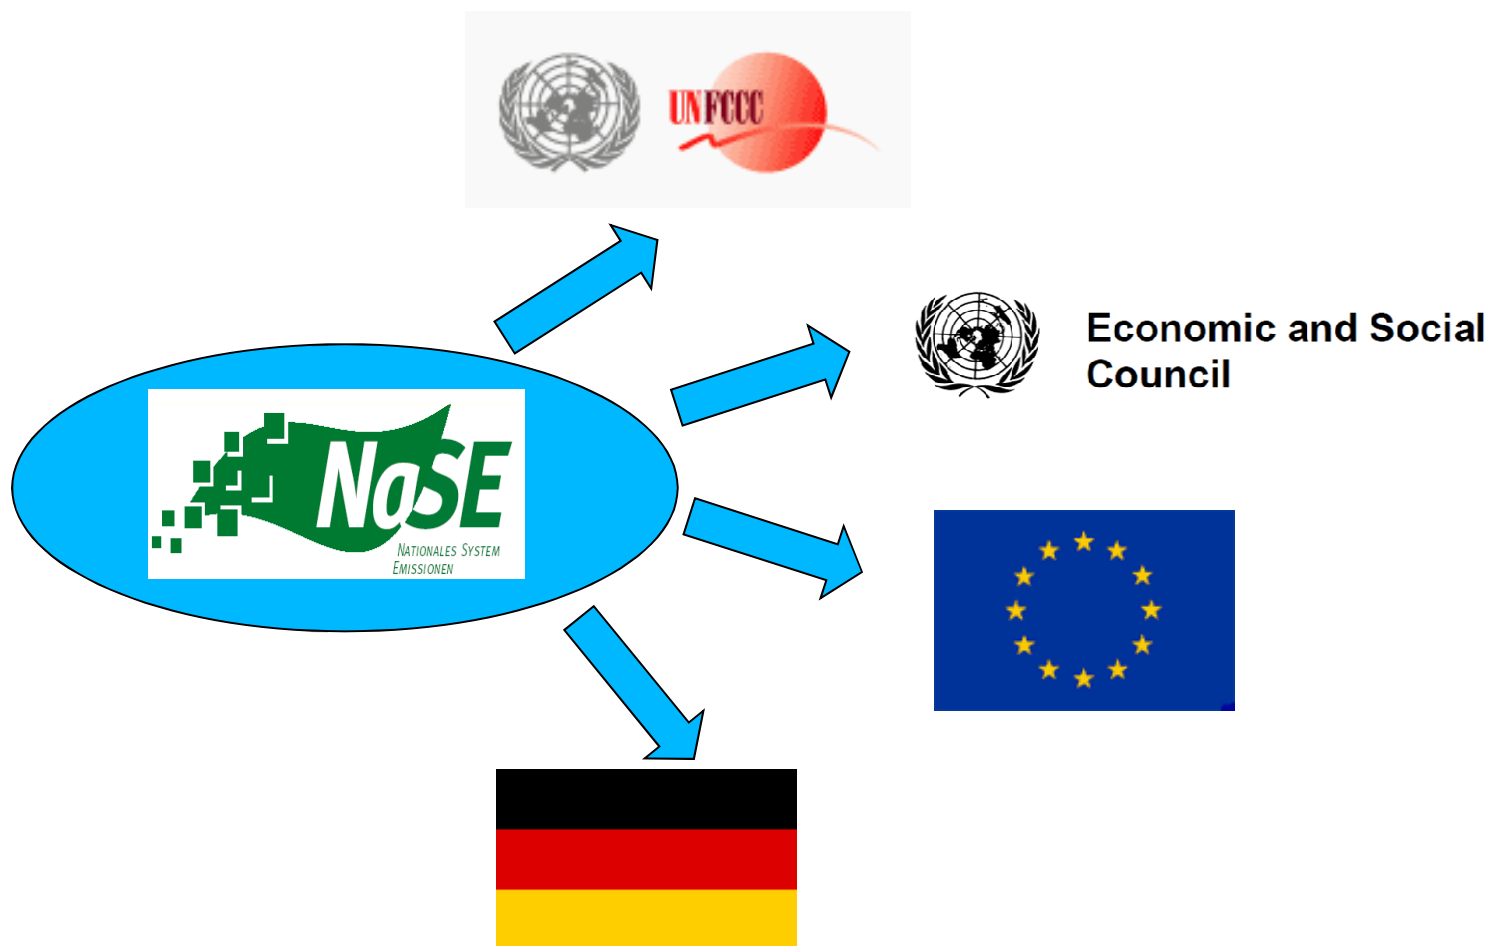 UNFCCC
Economic and Social
Council
NaSE
NATIONALES SYSTEM
EMISSIONEN